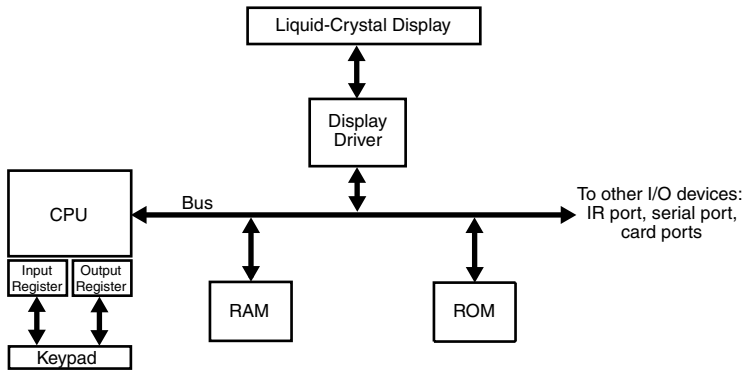 Liquid-Crystal Display
Display
Driver
CPU
Bus
To other I/O devices:
IR port, serial port,
card ports
Input
Register
Output
Register
RAM
ROM
Keypad